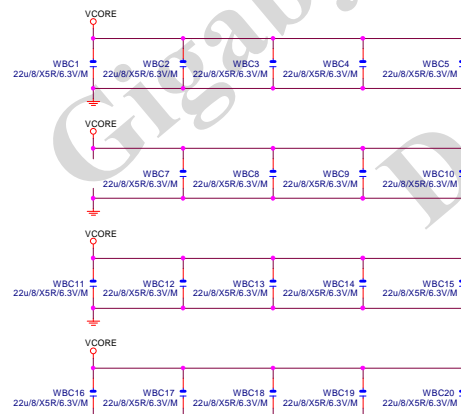 VCORE
WBC1 WBC2 WBC3 WBC4 WBC5
22u/8/X5R/6.3V/M 22u/8/X5R/6.3V/M 22u/8/X5R/6.3V/M 22u/8/X5R/6.3V/M 22u/8/X5R/6.3V/M
VCORE
WBC7 WBC8 WBC9 WBC10
22u/8/X5R/6.3V/M 22u/8/X5R/6.3V/M 22u/8/X5R/6.3V/M 22u/8/X5R/6.3V/M
VCORE
WBC11 WBC12 WBC13 WBC14 WBC15
22u/8/X5R/6.3V/M 22u/8/X5R/6.3V/M 22u/8/X5R/6.3V/M 22u/8/X5R/6.3V/M 22u/8/X5R/6.3V/M
VCORE
WBC16 WBC17 WBC18 WBC19 WBC20
22u/8/X5R/6.3V/M 22u/8/X5R/6.3V/M 22u/8/X5R/6.3V/M 22u/8/X5R/6.3V/M 22u/8/X5R/6.3V/M